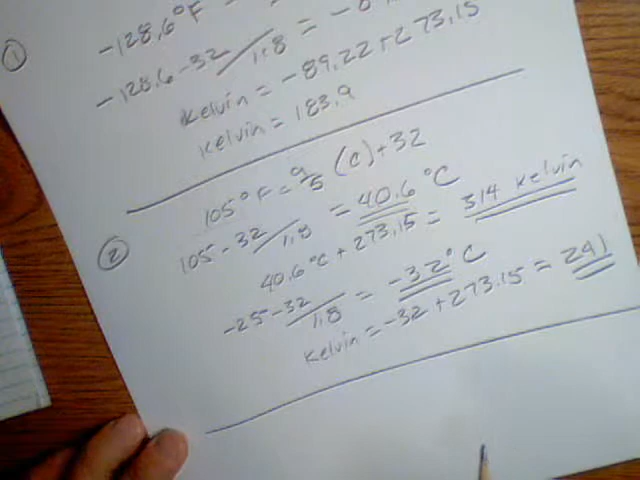 ①
-128.6°F =
-128.6-32/1.8 = -8
Kelvin = -89.22+273.15
Kelvin = 183.9
105°F = 9/5 (C)+32
②
105-32/1.8 = 40.6°C
40.6°C + 273.15 = 314 Kelvin
-25-32/1.8 = -32°C
Kelvin = -32 + 273.15 = 241